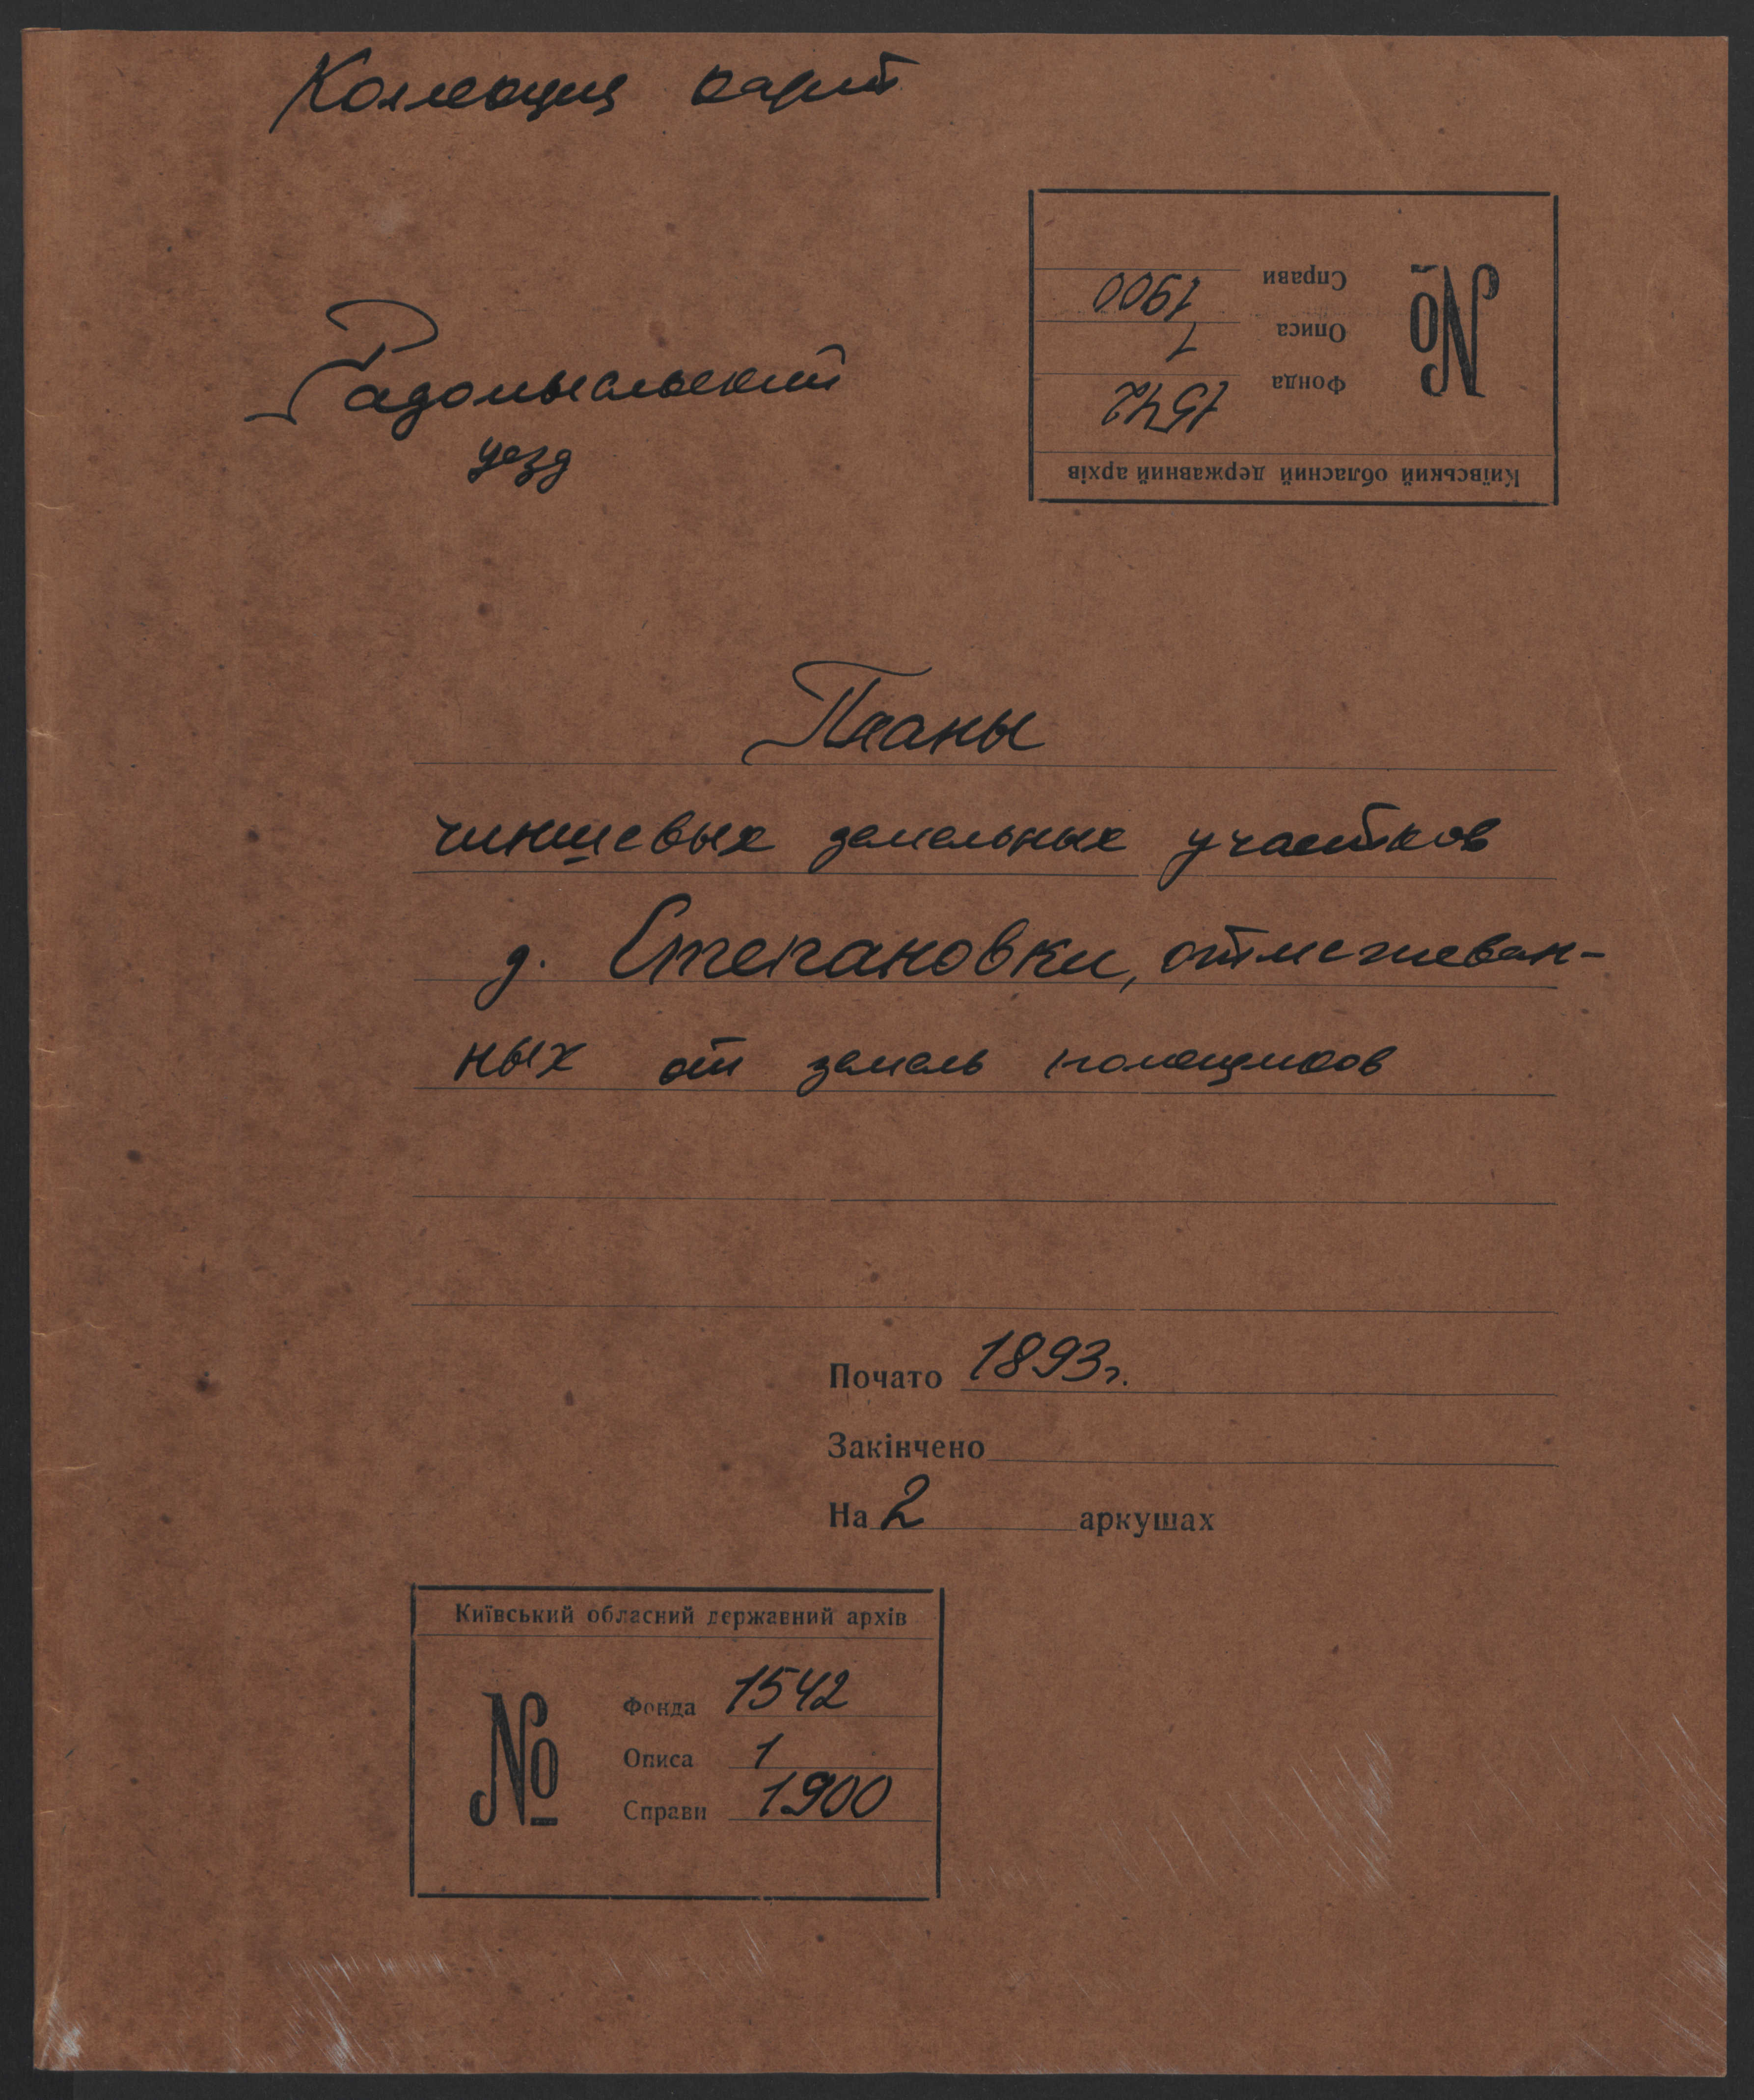 Коллекция карт
Справи 1900
Описа 1
Фонда 1542
№
Київський обласний державний архів
Радомысльский
уезд
Планы
чиншевых земельных участков
д. Степановки, отмежеван-
ных от земель помещиков
Почато 1893г.
Закінчено
На 2 аркушах
Київський обласний державний архів
№
Фонда 1542
Описа 1
Справи 1900